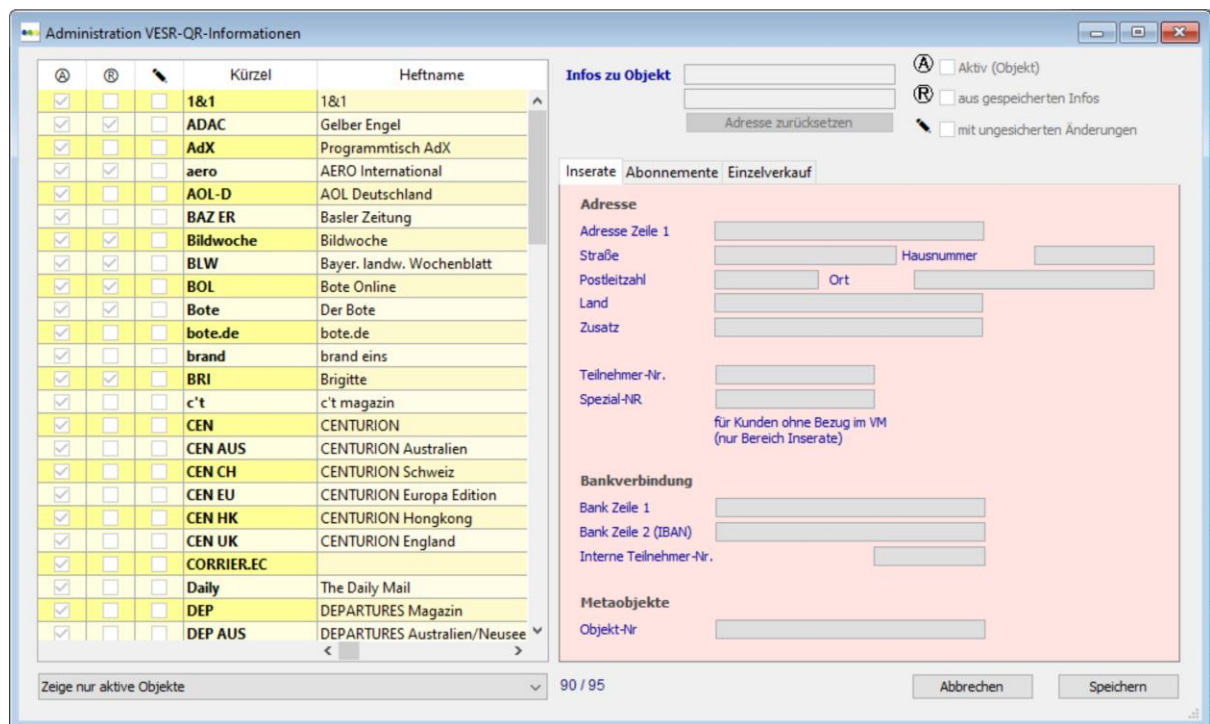 Administration VESR-QR-Informationen
Ⓐ Ⓡ Kürzel Heftname
1&1 1&1
ADAC Gelber Engel
AdX Programmtisch AdX
aero AERO International
AOL-D AOL Deutschland
BAZ ER Basler Zeitung
Bildwoche Bildwoche
BLW Bayer. landw. Wochenblatt
BOL Bote Online
Bote Der Bote
bote.de bote.de
brand brand eins
BRI Brigitte
c't c't magazin
CEN CENTURION
CEN AUS CENTURION Australien
CEN CH CENTURION Schweiz
CEN EU CENTURION Europa Edition
CEN HK CENTURION Hongkong
CEN UK CENTURION England
CORRIER.EC
Daily The Daily Mail
DEP DEPARTURES Magazin
DEP AUS DEPARTURES Australien/Neusee
Zeige nur aktive Objekte
Infos zu Objekt
Adresse zurücksetzen
Ⓐ Aktiv (Objekt)
Ⓡ aus gespeicherten Infos
mit ungesicherten Änderungen
Inserate Abonnemente Einzelverkauf
Adresse
Adresse Zeile 1
Straße Hausnummer
Postleitzahl Ort
Land
Zusatz
Teilnehmer-Nr.
Spezial-NR
für Kunden ohne Bezug im VM
(nur Bereich Inserate)
Bankverbindung
Bank Zeile 1
Bank Zeile 2 (IBAN)
Interne Teilnehmer-Nr.
Metaobjekte
Objekt-Nr
90 / 95
Abbrechen Speichern